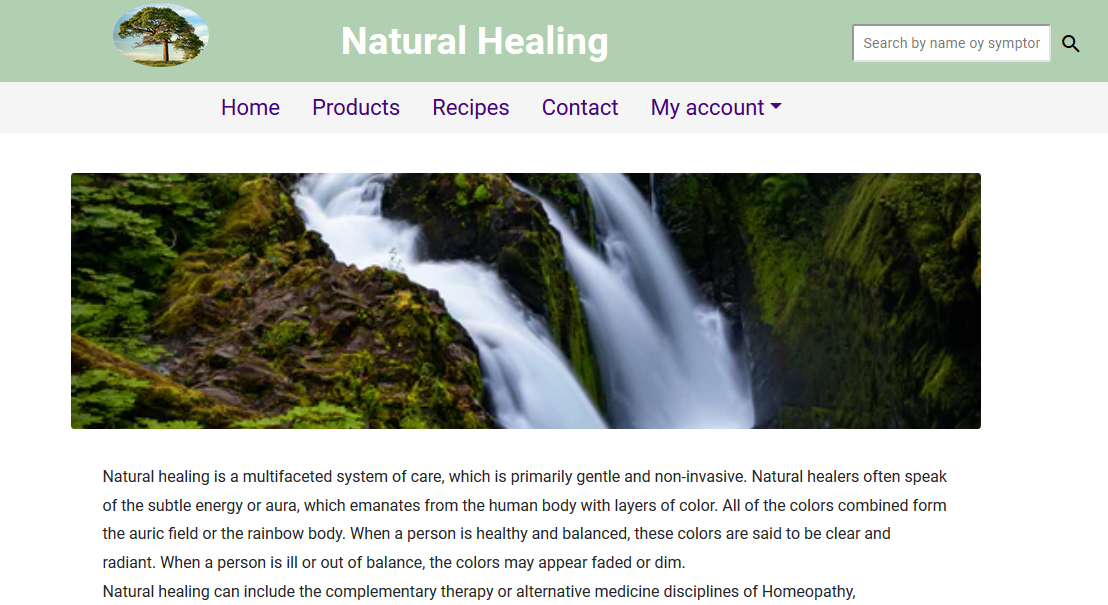 Natural Healing
Search by name oy symptor
Home Products Recipes Contact My account
Natural healing is a multifaceted system of care, which is primarily gentle and non-invasive. Natural healers often speak
of the subtle energy or aura, which emanates from the human body with layers of color. All of the colors combined form
the auric field or the rainbow body. When a person is healthy and balanced, these colors are said to be clear and
radiant. When a person is ill or out of balance, the colors may appear faded or dim.
Natural healing can include the complementary therapy or alternative medicine disciplines of Homeopathy,